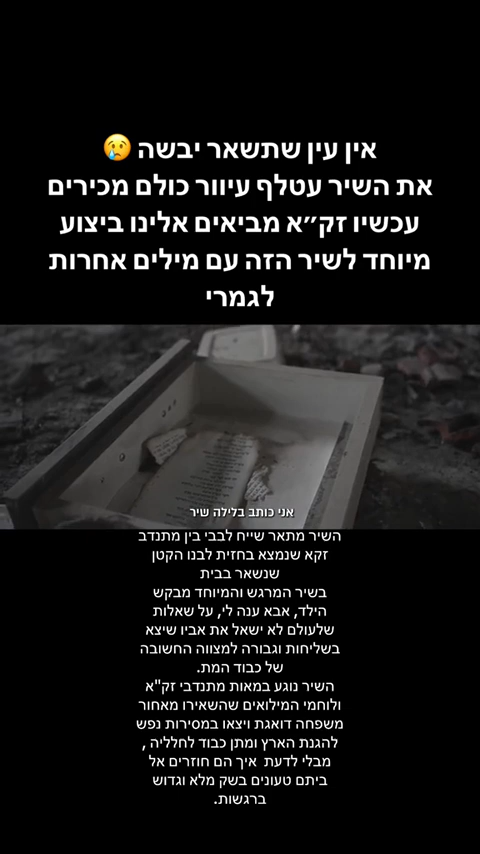 אין עין שתשאר יבשה 😢
את השיר עטלף עיוור כולם מכירים
עכשיו זק״א מביאים אלינו ביצוע
מיוחד לשיר הזה עם מילים אחרות
לגמרי
אני כותב בלילה שיר
השיר מתאר שייח לבבי בין מתנדב
זקא שנמצא בחזית לבנו הקטן
שנשאר בבית
בשיר המרגש והמיוחד מבקש
הילד, אבא ענה לי, על שאלות
שלעולם לא ישאל את אביו שיצא
בשליחות וגבורה למצווה החשובה
של כבוד המת.
השיר נוגע במאות מתנדבי זק"א
ולוחמי המילואים שהשאירו מאחור
משפחה דואגת ויצאו במסירות נפש
להגנת הארץ ומתן כבוד לחלליה ,
מבלי לדעת איך הם חוזרים אל
ביתם טעונים בשק מלא וגדוש
ברגשות.